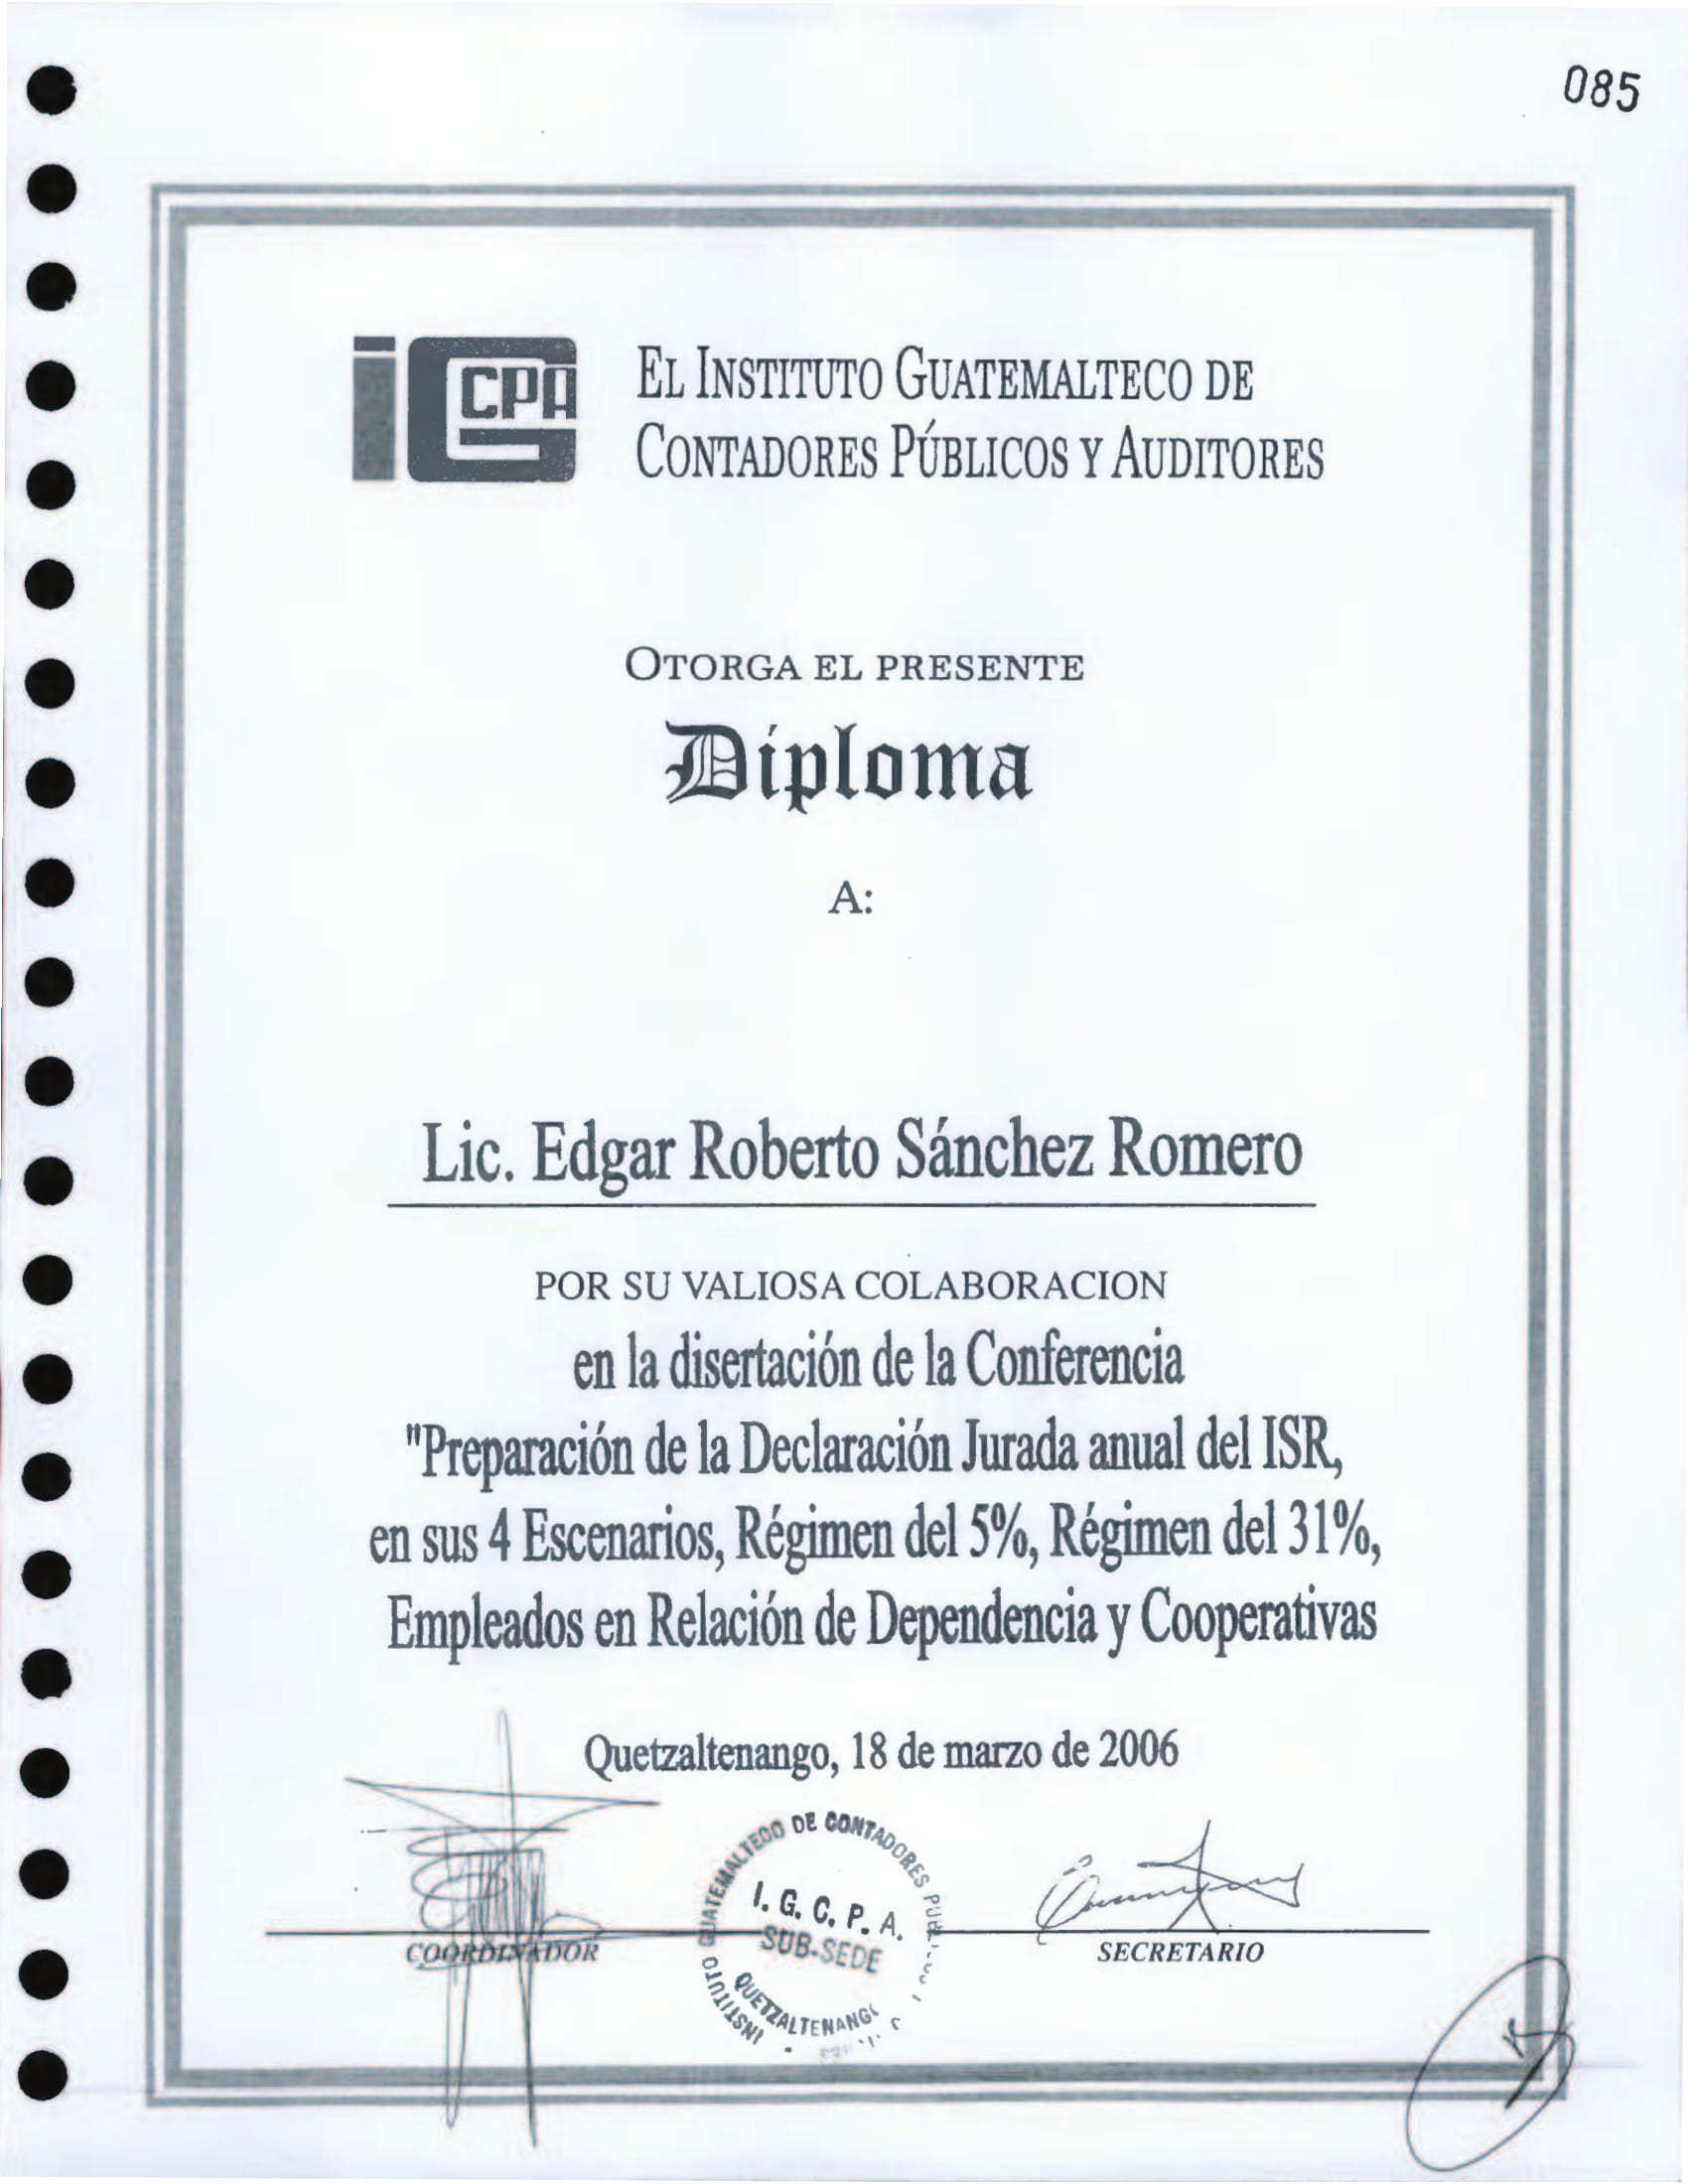 085
iGCPA
EL INSTITUTO GUATEMALTECO DE
CONTADORES PÚBLICOS Y AUDITORES
OTORGA EL PRESENTE
Diploma
A:
Lic. Edgar Roberto Sánchez Romero
POR SU VALIOSA COLABORACION
en la disertación de la Conferencia
"Preparación de la Declaración Jurada anual del ISR,
en sus 4 Escenarios, Régimen del 5%, Régimen del 31%,
Empleados en Relación de Dependencia y Cooperativas
Quetzaltenango, 18 de marzo de 2006
INSTITUTO GUATEMALTECO DE CONTADORES
I. G. C. P. A.
SUB-SEDE
QUETZALTENANGO
COORDINADOR
SECRETARIO